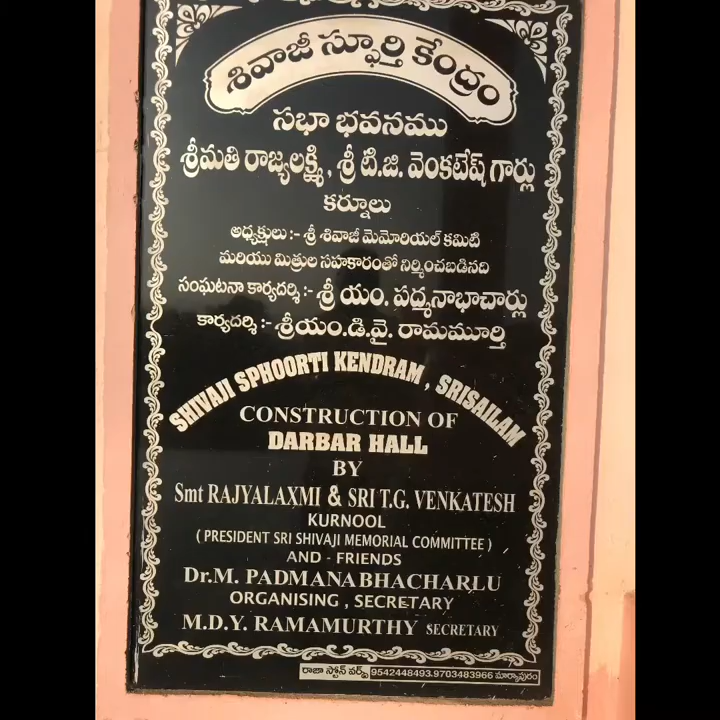 శివాజీ స్ఫూర్తి కేంద్రం
సభా భవనము
శ్రీమతి రాజ్యలక్ష్మి, శ్రీ టి.జి. వెంకటేష్ గార్లు
కర్నూలు
అధ్యక్షులు :- శ్రీ శివాజీ మెమోరియల్ కమిటి
మరియు మిత్రుల సహకారంతో నిర్మించబడినది
సంఘటనా కార్యదర్శి :- శ్రీ యం. పద్మనాభాచార్లు
కార్యదర్శి :- శ్రీయం.డి.వై. రామమూర్తి
SHIVAJI SPHOORTI KENDRAM, SRISAILAM
CONSTRUCTION OF
DARBAR HALL
BY
Smt RAJYALAXMI & SRI T.G. VENKATESH
KURNOOL
( PRESIDENT SRI SHIVAJI MEMORIAL COMMITTEE )
AND - FRIENDS
Dr.M. PADMANABHACHARLU
ORGANISING , SECRETARY
M.D.Y. RAMAMURTHY SECRETARY
రాజా స్టోన్ వర్క్స్ 9542448493.9703483966 మార్కాపురం